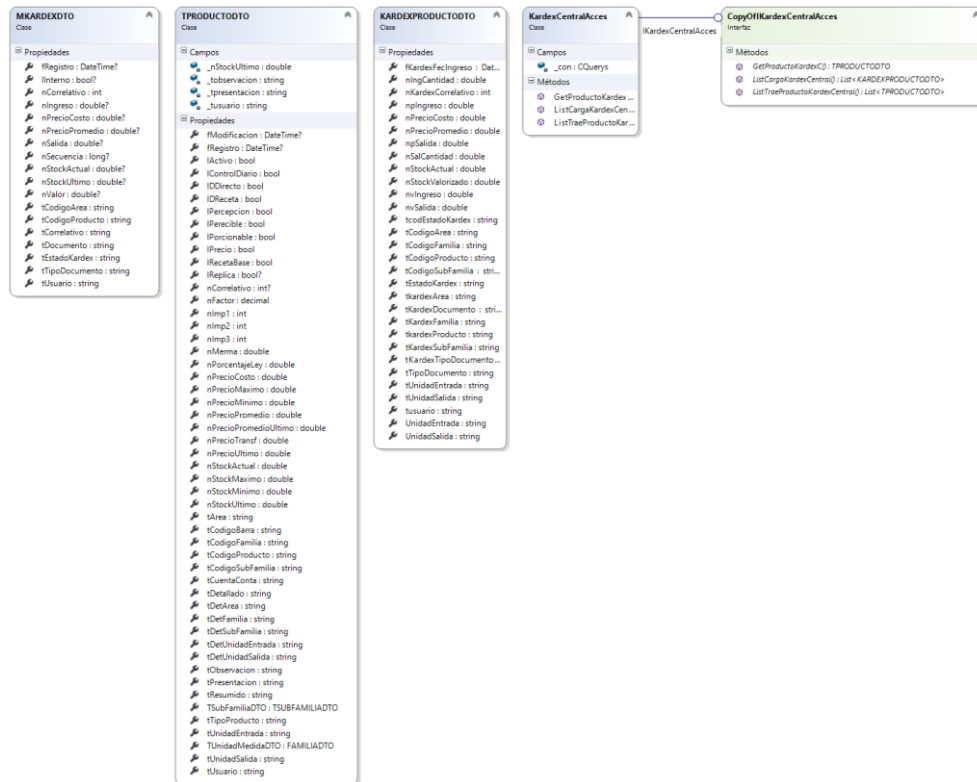 MKARDEXDTO
Clase
Propiedades
fRegistro : DateTime?
lInterno : bool?
nCorrelativo : int
nIngreso : double?
nPrecioCosto : double?
nPrecioPromedio : double?
nSalida : double?
nSecuencia : long?
nStockActual : double?
nStockUltimo : double?
nValor : double?
tCodigoArea : string
tCodigoProducto : string
tCorrelativo : string
tDocumento : string
tEstadoKardex : string
tTipoDocumento : string
tUsuario : string
TPRODUCTODTO
Clase
Campos
_nStockUltimo : double
_tobservacion : string
_tpresentacion : string
_tusuario : string
Propiedades
fModificacion : DateTime?
fRegistro : DateTime?
lActivo : bool
lControlDiario : bool
lDDirecto : bool
lDReceta : bool
lPercepcion : bool
lPerecible : bool
lPorcionable : bool
lPrecio : bool
lRecetaBase : bool
lReplica : bool?
nCorrelativo : int?
nFactor : decimal
nImp1 : int
nImp2 : int
nImp3 : int
nMerma : double
nPorcentajeLey : double
nPrecioCosto : double
nPrecioMaximo : double
nPrecioMinimo : double
nPrecioPromedio : double
nPrecioPromedioUltimo : double
nPrecioTransf : double
nPrecioUltimo : double
nStockActual : double
nStockMaximo : double
nStockMinimo : double
nStockUltimo : double
tArea : string
tCodigoBarra : string
tCodigoFamilia : string
tCodigoProducto : string
tCodigoSubFamilia : string
tCuentaConta : string
tDetallado : string
tDetArea : string
tDetFamilia : string
tDetSubFamilia : string
tDetUnidadEntrada : string
tDetUnidadSalida : string
tObservacion : string
tPresentacion : string
tResumido : string
TSubFamiliaDTO : TSUBFAMILIADTO
tTipoProducto : string
tUnidadEntrada : string
TUnidadMedidaDTO : FAMILIADTO
tUnidadSalida : string
tUsuario : string
KARDEXPRODUCTODTO
Clase
Propiedades
fKardexFecIngreso : Dat...
nIngCantidad : double
nKardexCorrelativo : int
npIngreso : double
nPrecioCosto : double
nPrecioPromedio : double
npSalida : double
nSalCantidad : double
nStockActual : double
nStockValorizado : double
nvIngreso : double
nvSalida : double
tcodEstadoKardex : string
tCodigoArea : string
tCodigoFamilia : string
tCodigoProducto : string
tCodigoSubFamilia : stri...
tEstadoKardex : string
tkardexArea : string
tKardexDocumento : stri...
tKardexFamilia : string
tkardexProducto : string
tKardexSubFamilia : string
tKardexTipoDocumento ...
tTipoDocumento : string
tUnidadEntrada : string
tUnidadSalida : string
tusuario : string
UnidadEntrada : string
UnidadSalida : string
KardexCentralAcces
Clase
Campos
_con : CQuerys
Métodos
GetProductoKardex ...
ListCargaKardexCen...
ListTraeProductoKar...
IKardexCentralAcces
CopyOfIKardexCentralAcces
Interfaz
Métodos
GetProductoKardexC() : TPRODUCTODTO
ListCargaKardexCentral() : List<KARDEXPRODUCTODTO>
ListTraeProductoKardexCentral() : List<TPRODUCTODTO>